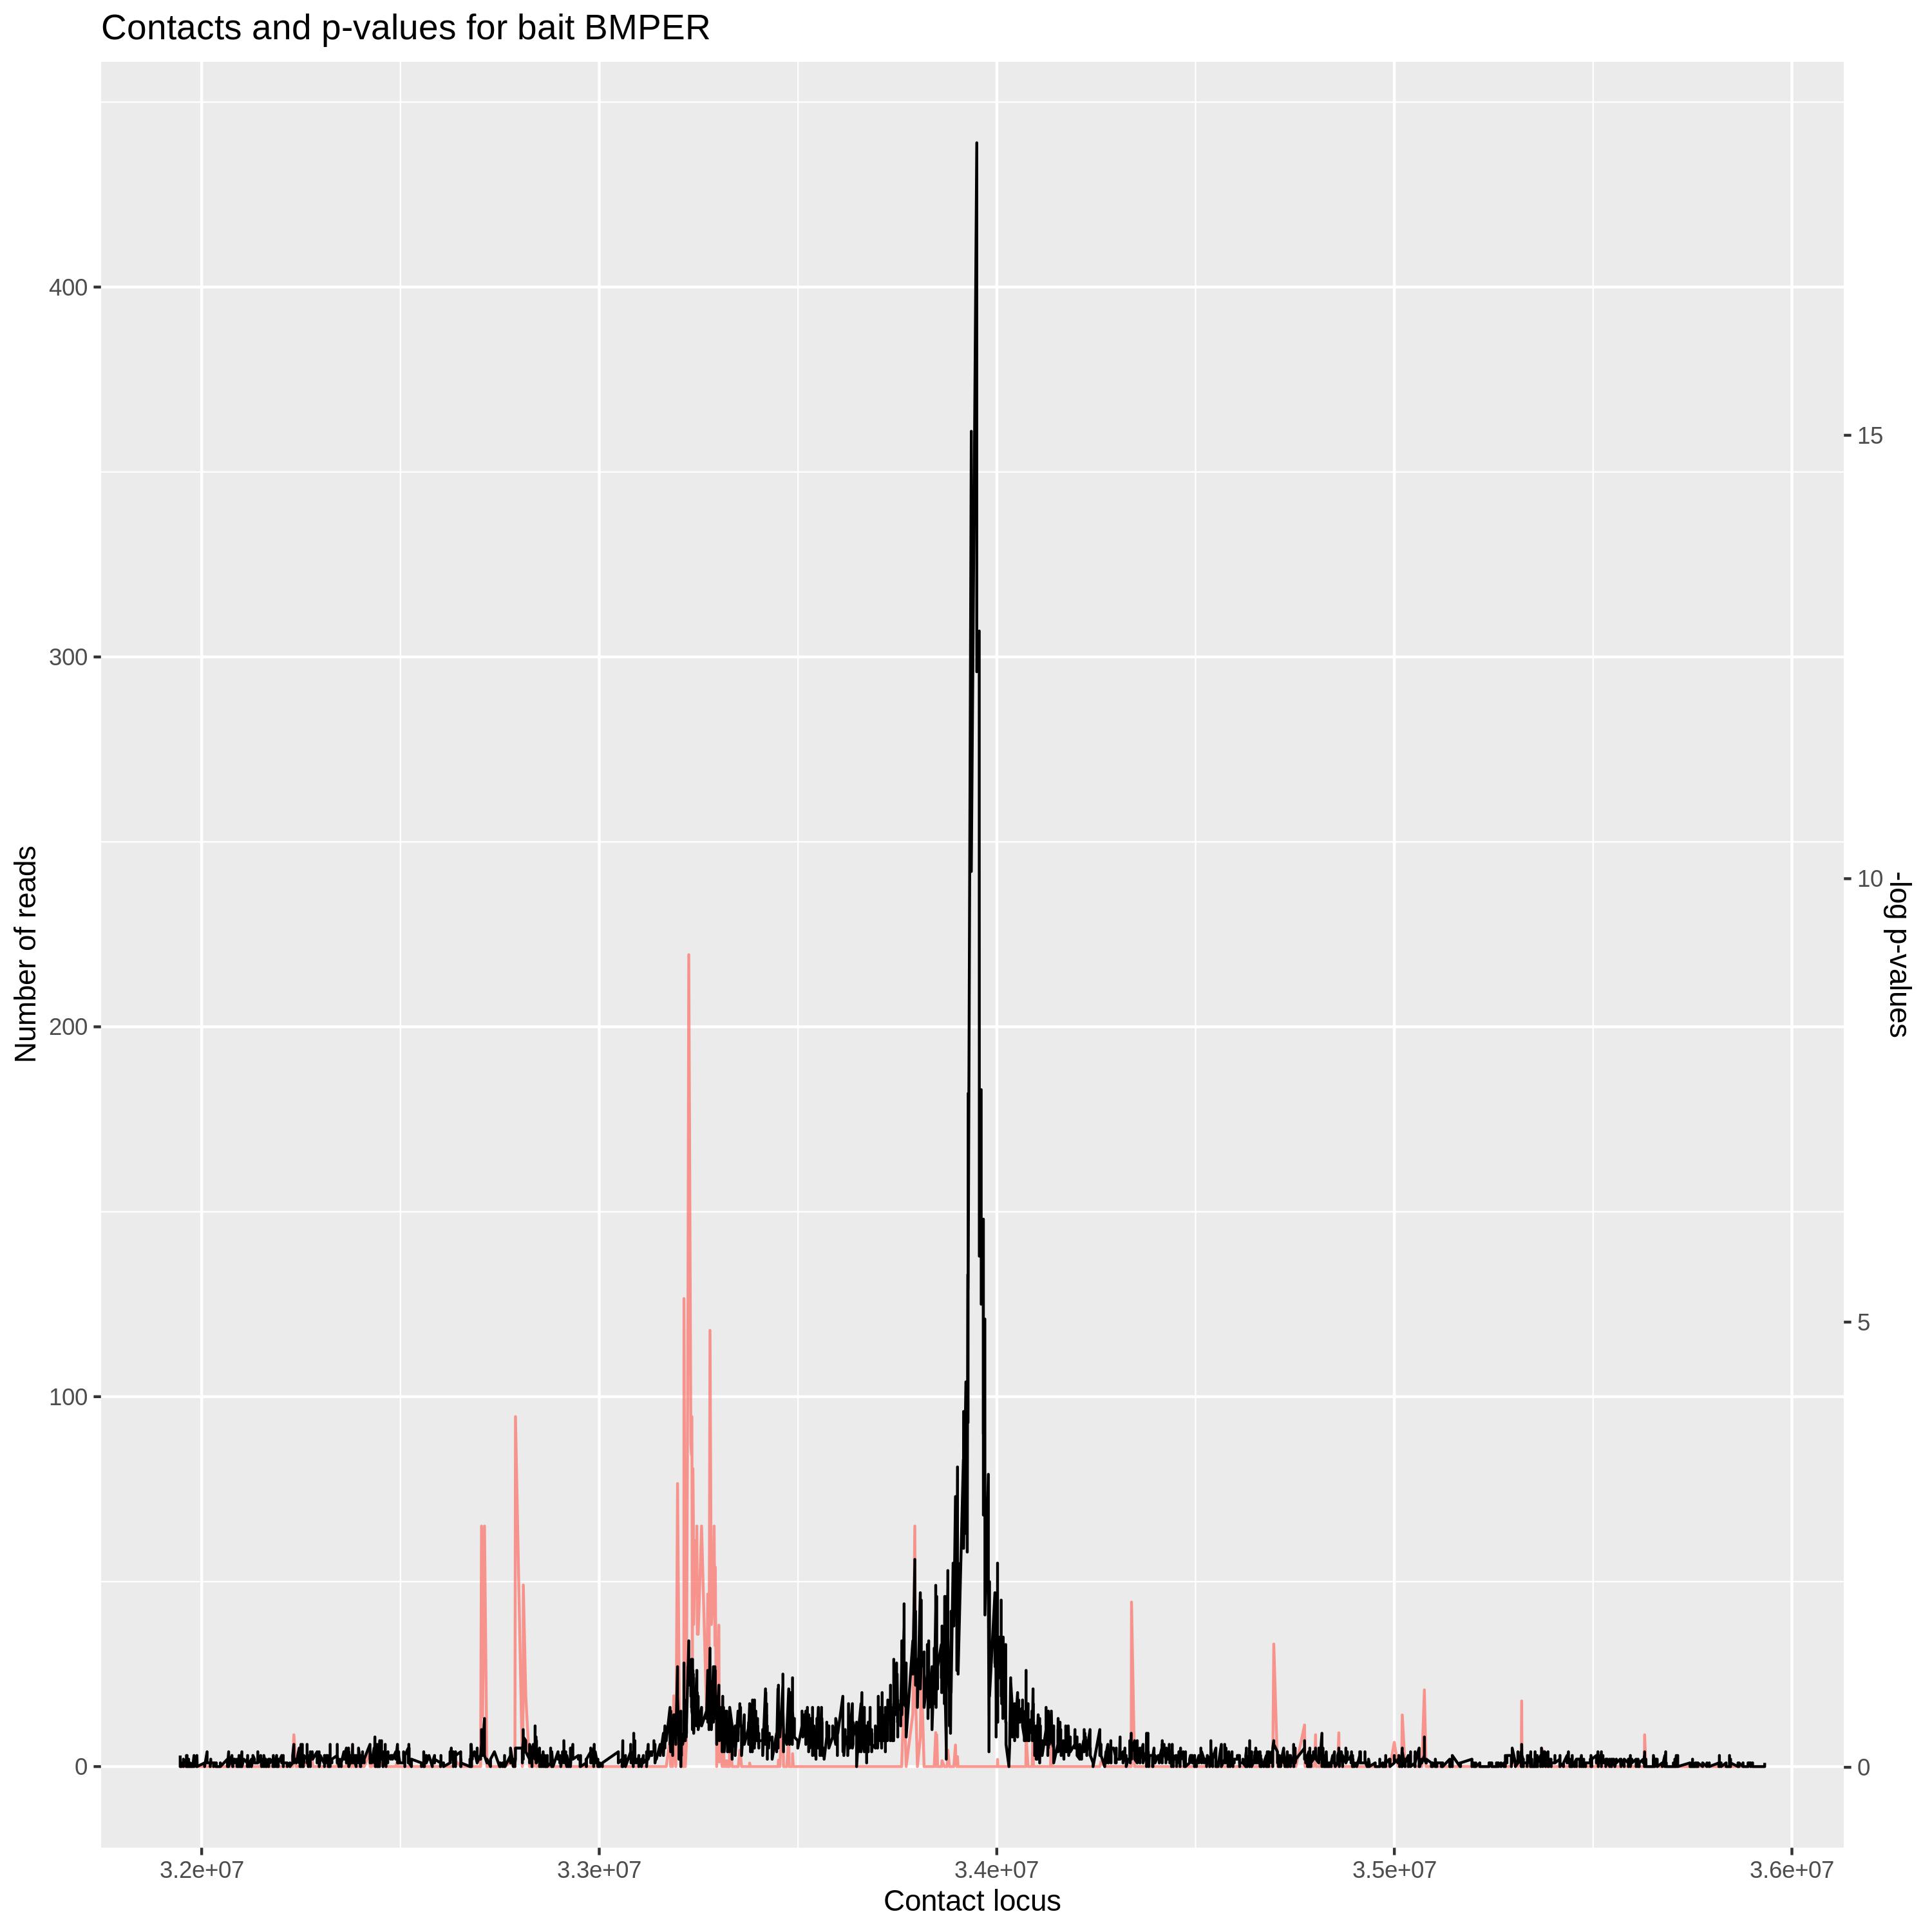 Contacts and p-values for bait BMPER
400
300
200
100
0
Number of reads
15
10
5
0
-log p-values
3.2e+07
3.3e+07
3.4e+07
3.5e+07
3.6e+07
Contact locus